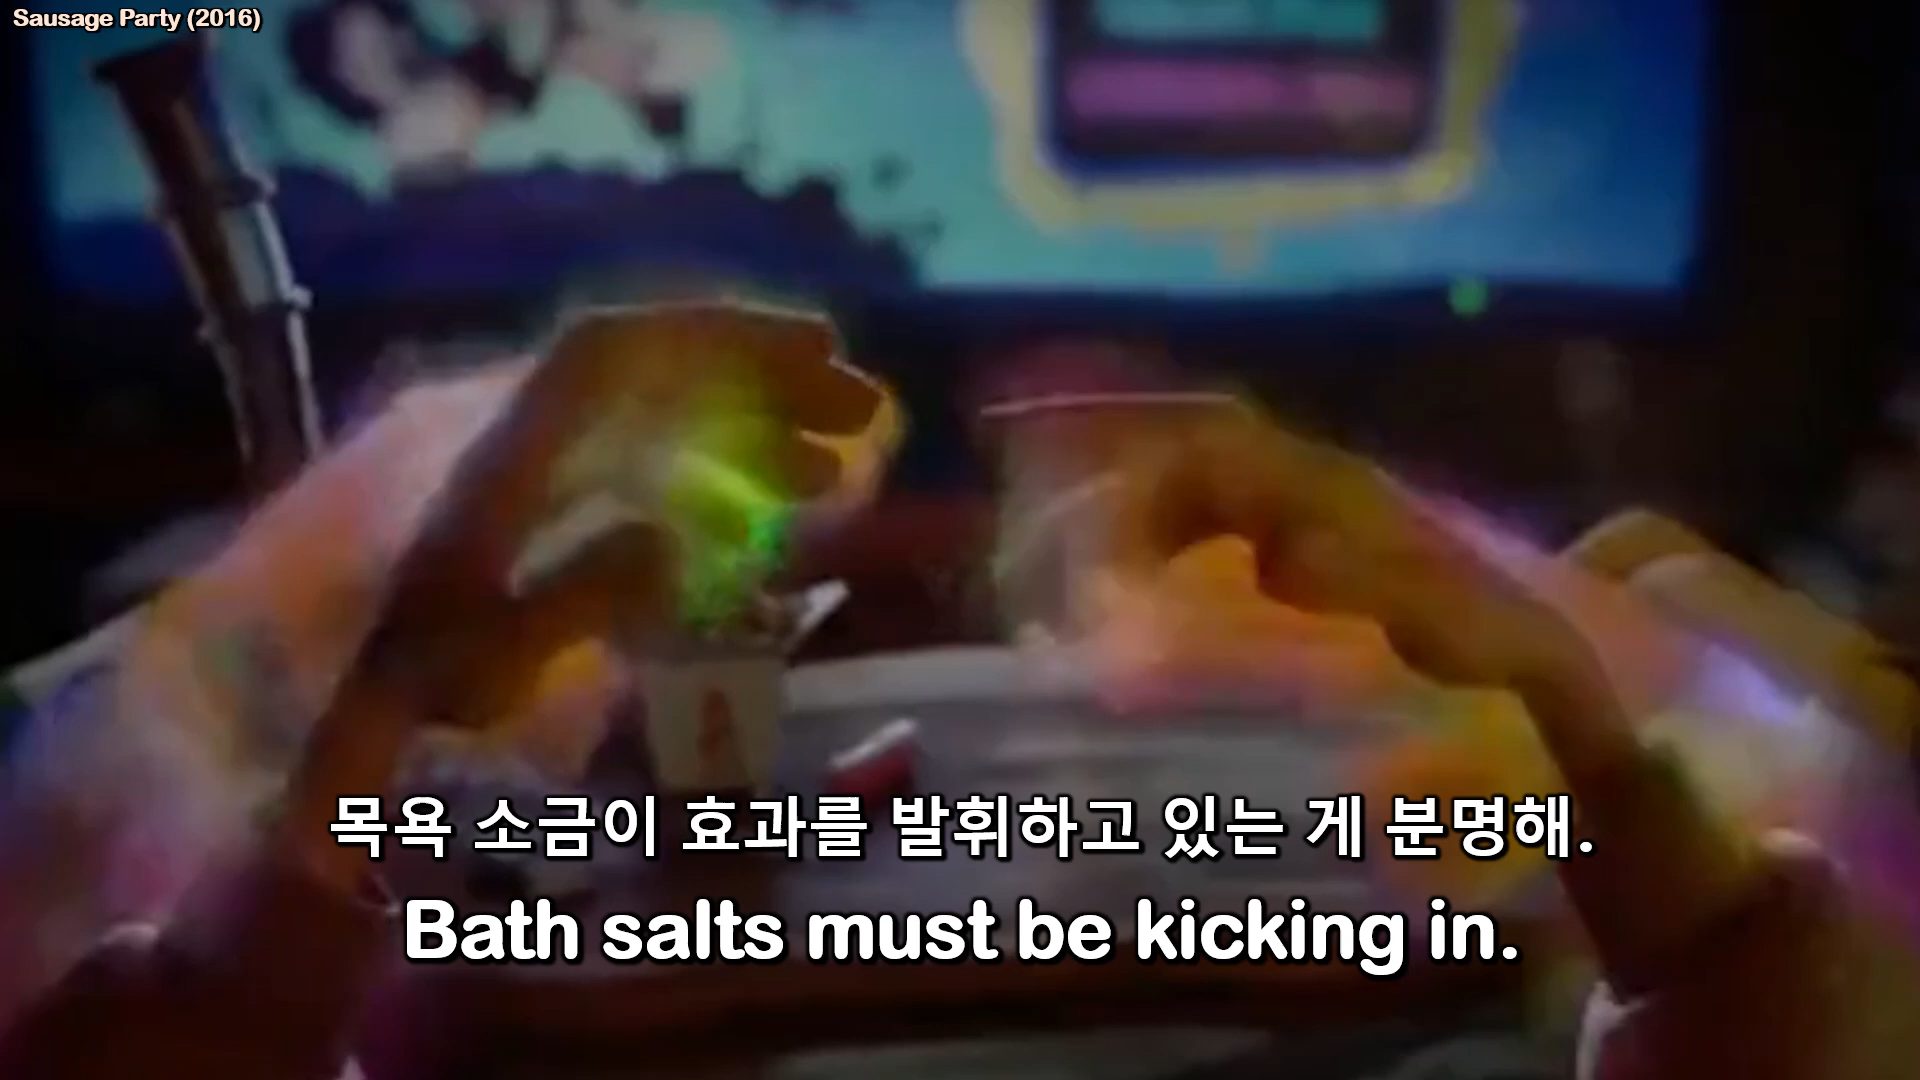 Sausage Party (2016)
목욕 소금이 효과를 발휘하고 있는 게 분명해.
Bath salts must be kicking in.